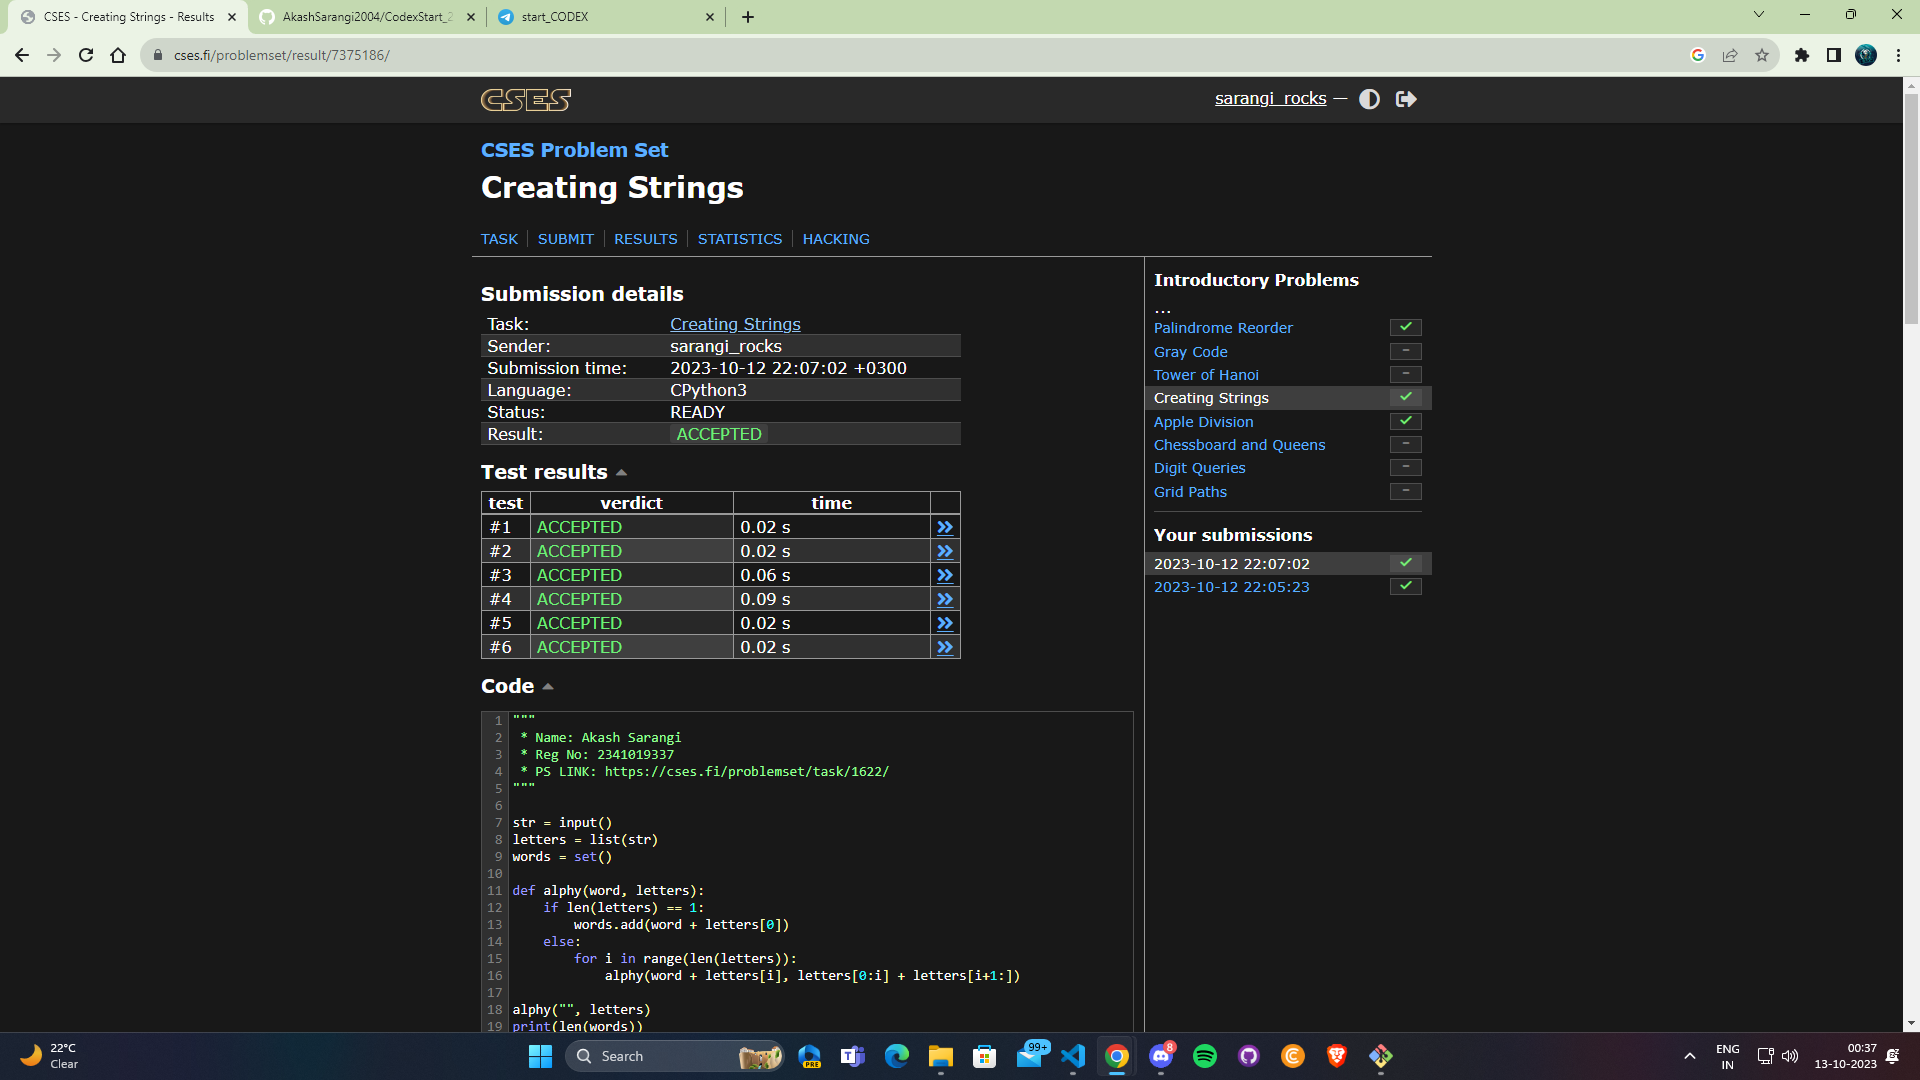 CSES - Creating Strings - Results
AkashSarangi2004/CodexStart_2
start_CODEX
cses.fi/problemset/result/7375186/
CSES
sarangi_rocks —
CSES Problem Set
Creating Strings
TASK
SUBMIT
RESULTS
STATISTICS
HACKING
Submission details
Task: Creating Strings
Sender: sarangi_rocks
Submission time: 2023-10-12 22:07:02 +0300
Language: CPython3
Status: READY
Result: ACCEPTED
Test results
test verdict time
#1 ACCEPTED 0.02 s
#2 ACCEPTED 0.02 s
#3 ACCEPTED 0.06 s
#4 ACCEPTED 0.09 s
#5 ACCEPTED 0.02 s
#6 ACCEPTED 0.02 s
Code
1 """
2 * Name: Akash Sarangi
3 * Reg No: 2341019337
4 * PS LINK: https://cses.fi/problemset/task/1622/
5 """
6
7 str = input()
8 letters = list(str)
9 words = set()
10
11 def alphy(word, letters):
12     if len(letters) == 1:
13         words.add(word + letters[0])
14     else:
15         for i in range(len(letters)):
16             alphy(word + letters[i], letters[0:i] + letters[i+1:])
17
18 alphy("", letters)
19 print(len(words))
Introductory Problems
...
Palindrome Reorder
Gray Code
Tower of Hanoi
Creating Strings
Apple Division
Chessboard and Queens
Digit Queries
Grid Paths
Your submissions
2023-10-12 22:07:02
2023-10-12 22:05:23
22°C
Clear
Search
PRE
99+
8
ENG
IN
00:37
13-10-2023